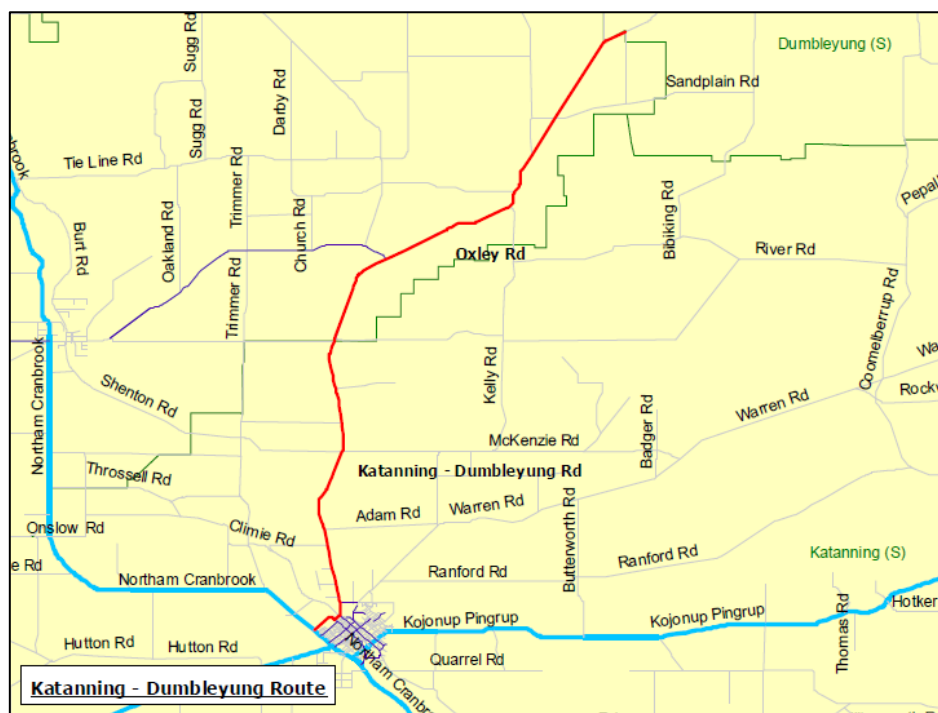 Sugg Rd
Dumbleyung (S)
Sandplain Rd
Darby Rd
Sugg Rd
Tie Line Rd
Trimmer Rd
Church Rd
Oakland Rd
Burt Rd
Bibiking Rd
Oxley Rd
River Rd
Trimmer Rd
Northam Cranbrook
Shenton Rd
Kelly Rd
Coomelberrup Rd
Warren Rd
McKenzie Rd
Badger Rd
Throssell Rd
Katanning - Dumbleyung Rd
Adam Rd
Warren Rd
Onslow Rd
Climie Rd
Butterworth Rd
Ranford Rd
Katanning (S)
e Rd
Northam Cranbrook
Ranford Rd
Kojonup Pingrup
Kojonup Pingrup
Thomas Rd
Hotker
Hutton Rd
Hutton Rd
Northam Cranbrook
Quarrel Rd
Katanning - Dumbleyung Route